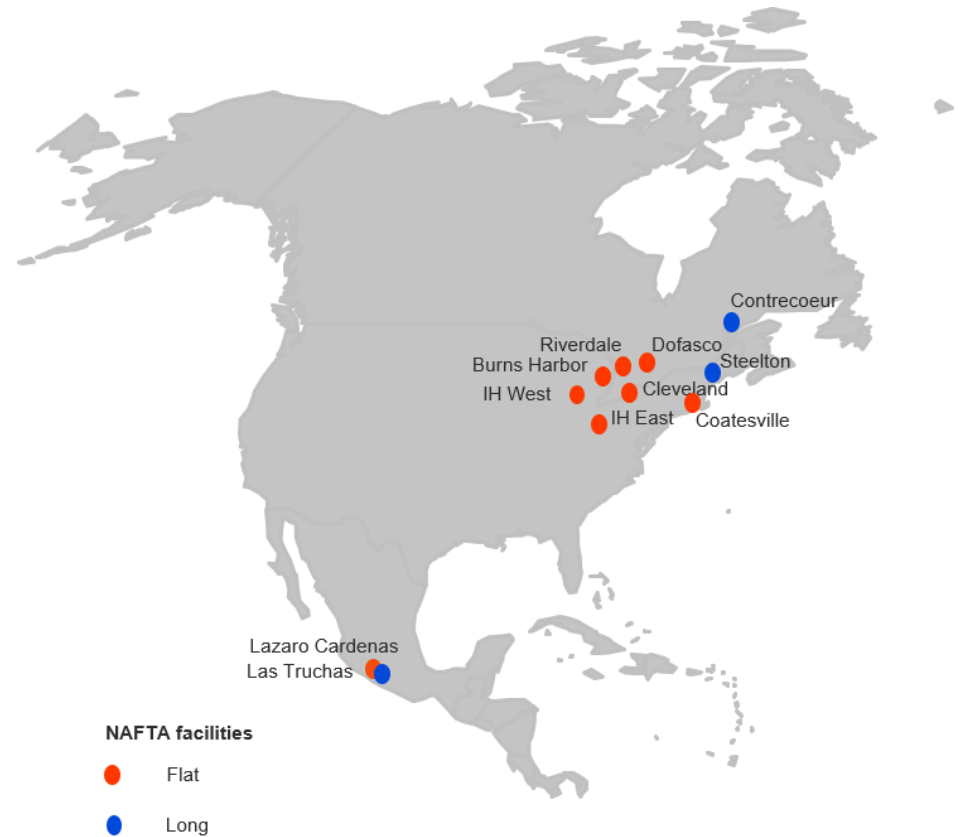 Contrecoeur
Riverdale
Dofasco
Burns Harbor
Steelton
IH West
Cleveland
IH East
Coatesville
Lazaro Cardenas
Las Truchas
NAFTA facilities
Flat
Long